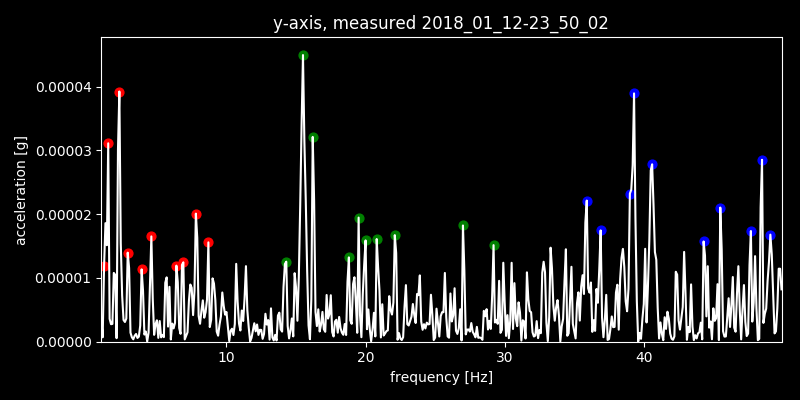 y-axis, measured 2018_01_12-23_50_02
acceleration [g]
0.00004
0.00003
0.00002
0.00001
0.00000
10 20 30 40
frequency [Hz]